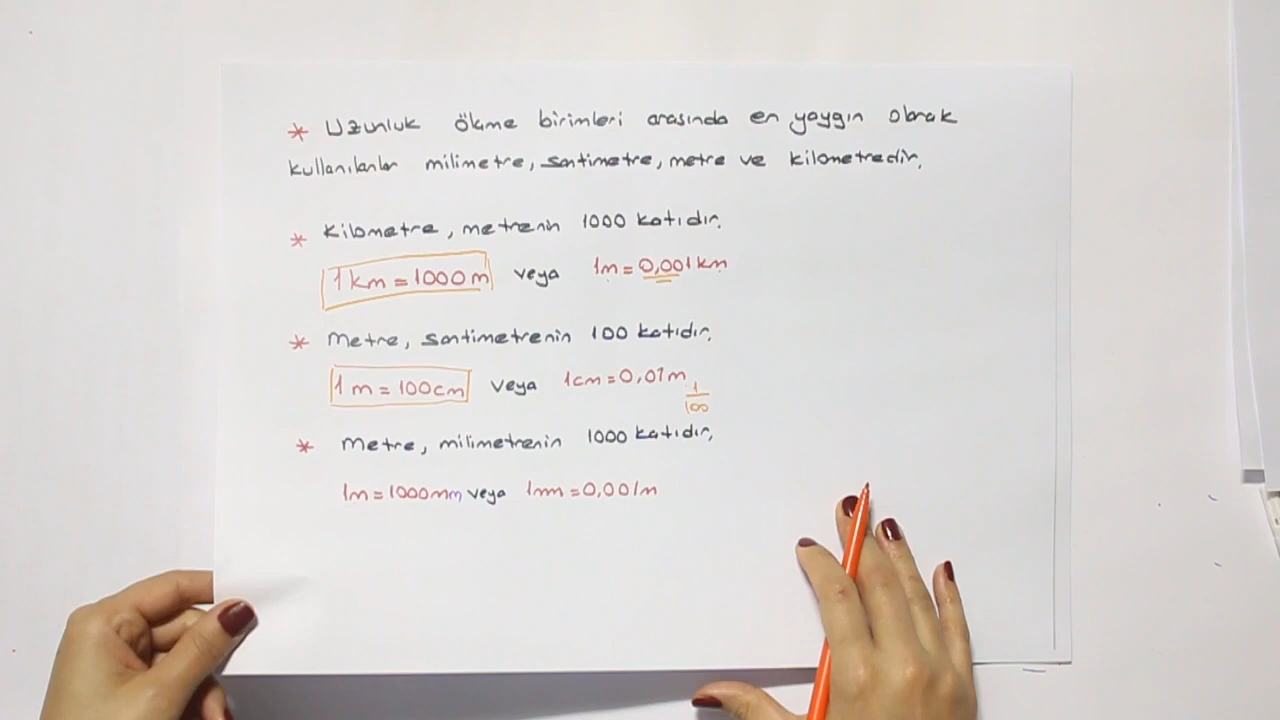 * Uzunluk ölçme birimleri arasında en yaygın olarak
kullanılanlar milimetre, santimetre, metre ve kilometredir.
* Kilometre, metrenin 1000 katıdır.
1 km = 1000 m veya 1m = 0,001 km
* Metre, santimetrenin 100 katıdır.
1 m = 100cm veya 1cm = 0,01m
1/100
* Metre, milimetrenin 1000 katıdır.
1m = 1000mm veya 1mm = 0,001m